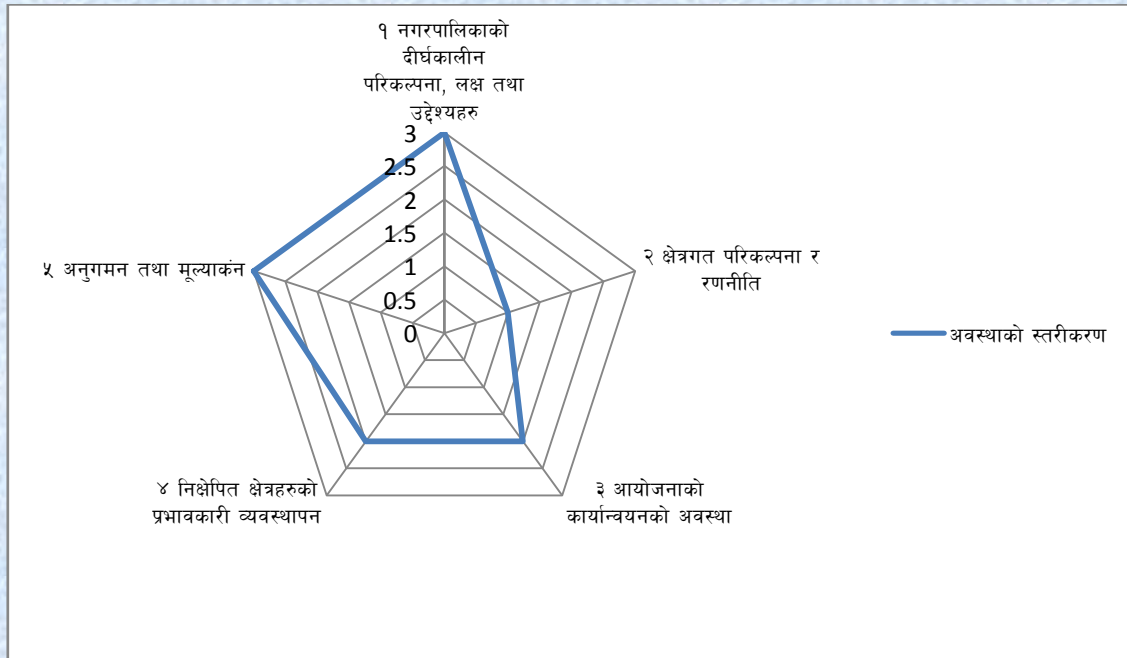 १ नगरपालिकाको
दीर्घकालीन
परिकल्पना, लक्ष तथा
उद्देश्यहरु
3
2.5
2
1.5
1
0.5
0
२ क्षेत्रगत परिकल्पना र
रणनीति
३ आयोजनाको
कार्यान्वयनको अवस्था
४ निक्षेपित क्षेत्रहरुको
प्रभावकारी व्यवस्थापन
५ अनुगमन तथा मूल्याकंन
अवस्थाको स्तरीकरण